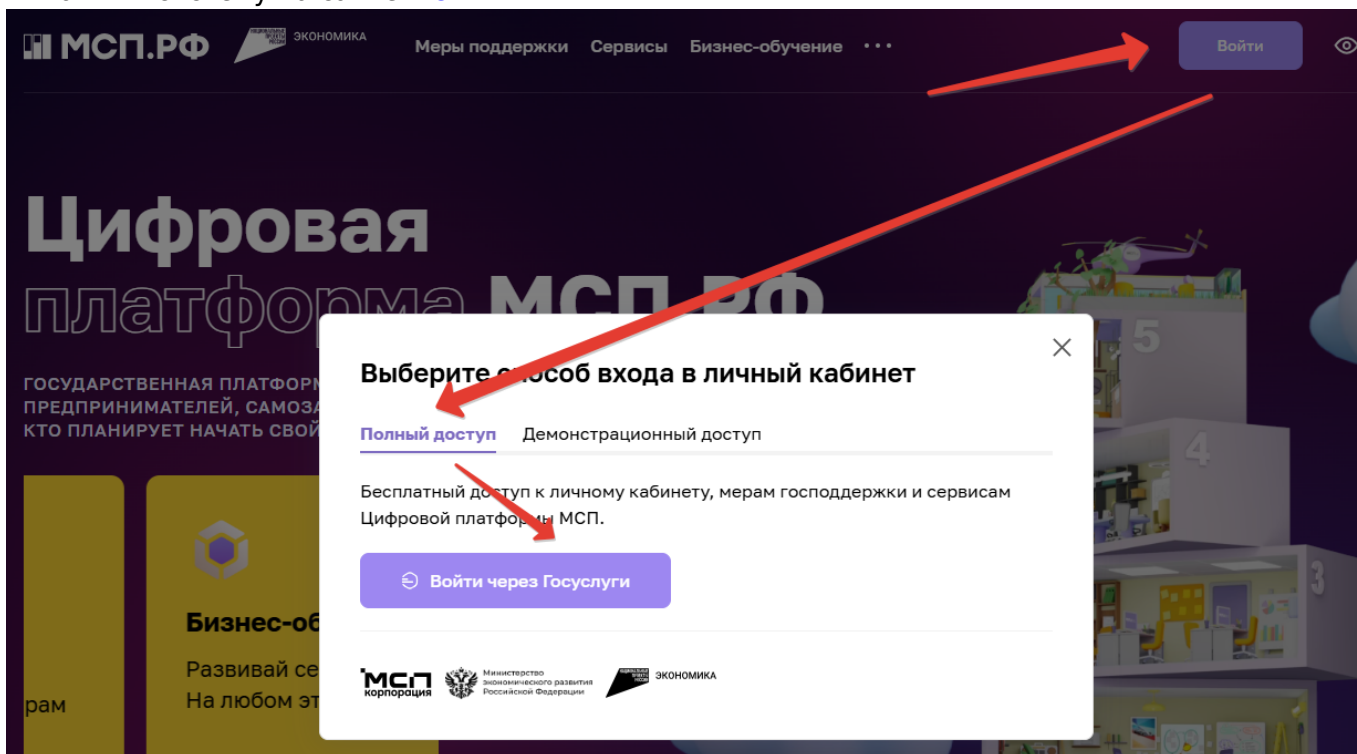 МСП.РФ
НАЦИОНАЛЬНЫЕ ПРОЕКТЫ РОССИИ
ЭКОНОМИКА
Меры поддержки Сервисы Бизнес-обучение ···
Войти
Цифровая
платформа МСП.РФ
ГОСУДАРСТВЕННАЯ ПЛАТФОРМ
ПРЕДПРИНИМАТЕЛЕЙ, САМОЗА
КТО ПЛАНИРУЕТ НАЧАТЬ СВОЙ
Выберите способ входа в личный кабинет
Полный доступ Демонстрационный доступ
Бесплатный доступ к личному кабинету, мерам господдержки и сервисам
Цифровой платформы МСП.
Войти через Госуслуги
МСП
корпорация
Министерство
экономического развития
Российской Федерации
ЭКОНОМИКА
рам
Бизнес-об
Развивай се
На любом эт
5
4
3